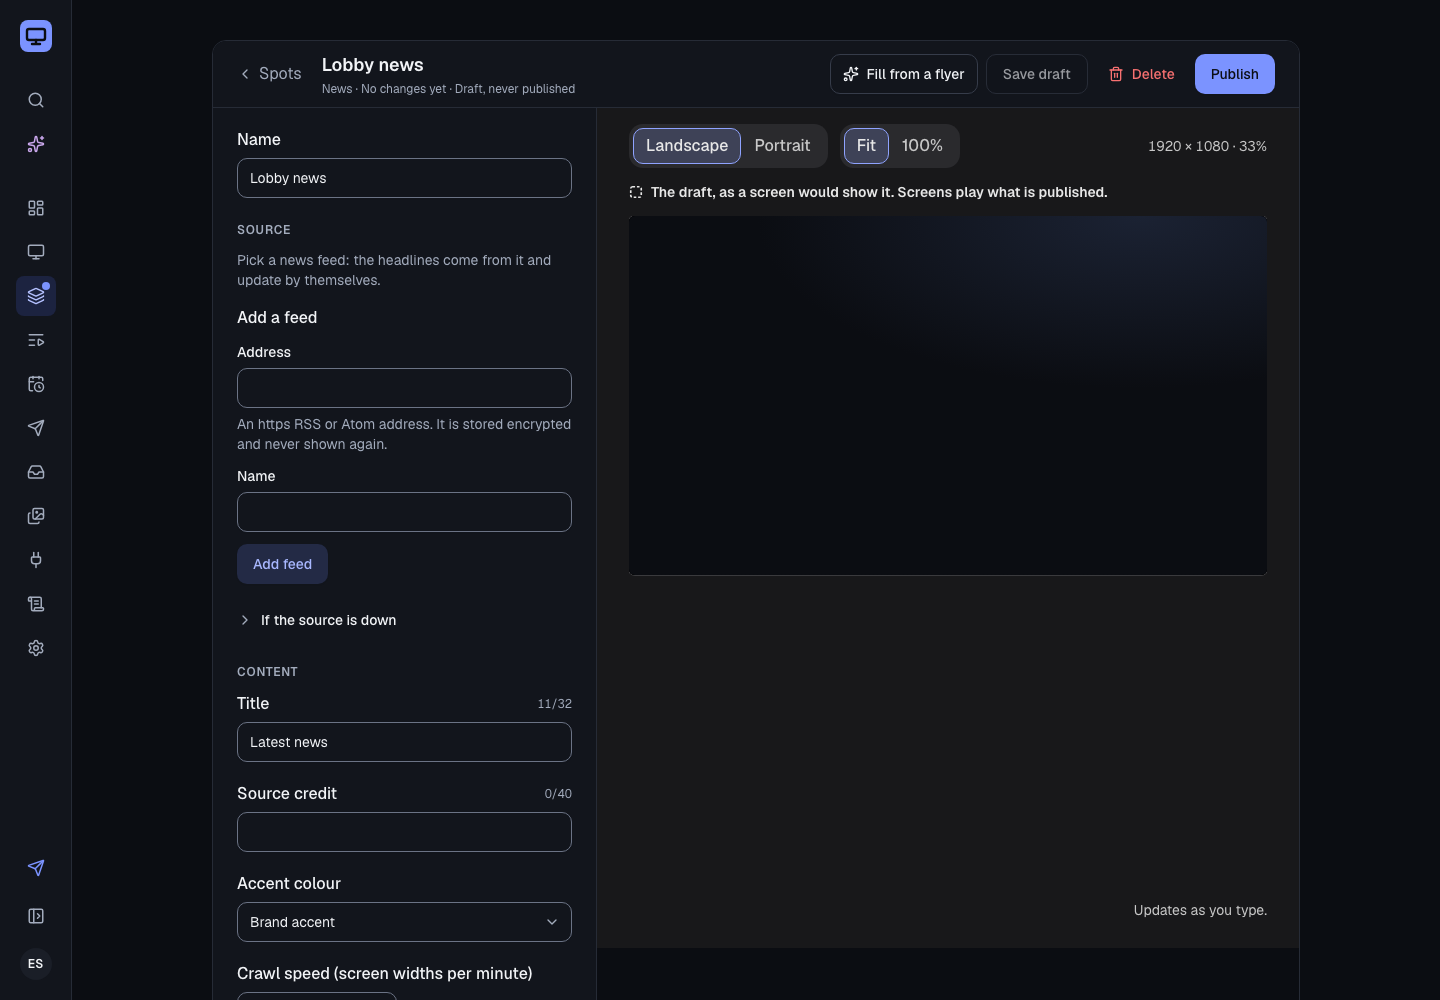 Spots
Lobby news
News · No changes yet · Draft, never published
Fill from a flyer
Save draft
Delete
Publish
Name
Lobby news
SOURCE
Pick a news feed: the headlines come from it and
update by themselves.
Add a feed
Address
An https RSS or Atom address. It is stored encrypted
and never shown again.
Name
Add feed
If the source is down
CONTENT
Title
11/32
Latest news
Source credit
0/40
Accent colour
Brand accent
Crawl speed (screen widths per minute)
Landscape
Portrait
Fit
100%
1920 × 1080 · 33%
The draft, as a screen would show it. Screens play what is published.
Updates as you type.
ES